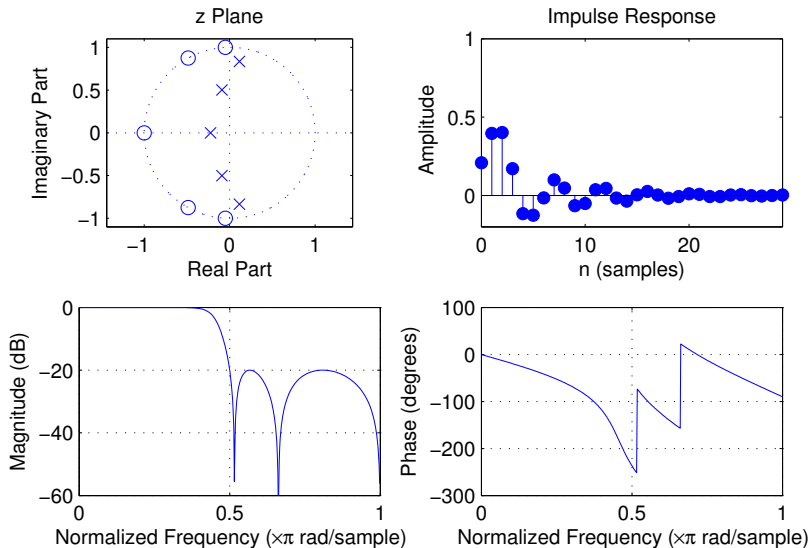 z Plane
1
0.5
0
−0.5
−1
Imaginary Part
−1
0
1
Real Part
Impulse Response
1
0.5
0
Amplitude
0
10
20
n (samples)
0
−20
−40
−60
Magnitude (dB)
0
0.5
1
Normalized Frequency (×π rad/sample)
100
0
−100
−200
−300
Phase (degrees)
0
0.5
1
Normalized Frequency (×π rad/sample)